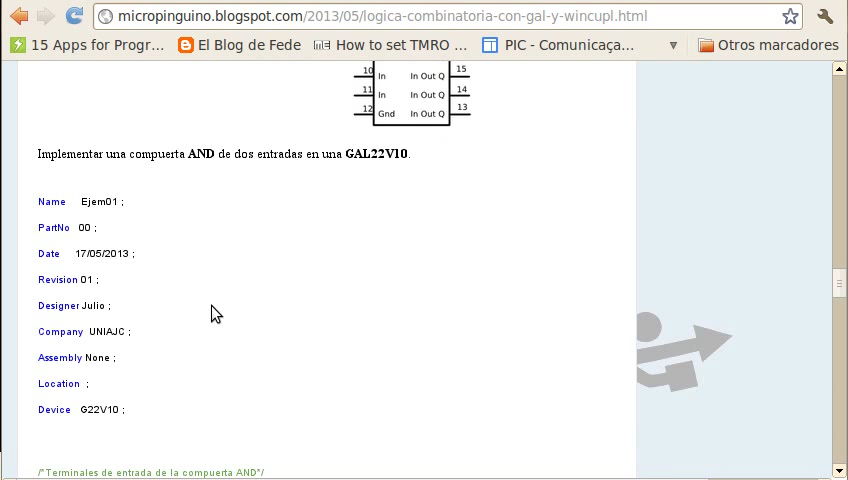 micropinguino.blogspot.com/2013/05/logica-combinatoria-con-gal-y-wincupl.html
15 Apps for Progr... El Blog de Fede How to set TMRO ... PIC - Comunicaça... Otros marcadores
10 In In Out Q 15
11 In In Out Q 14
12 Gnd In Out Q 13
Implementar una compuerta AND de dos entradas en una GAL22V10.
Name Ejem01 ;
PartNo 00 ;
Date 17/05/2013 ;
Revision 01 ;
Designer Julio ;
Company UNIAJC ;
Assembly None ;
Location ;
Device G22V10 ;
/*Terminales de entrada de la compuerta AND*/